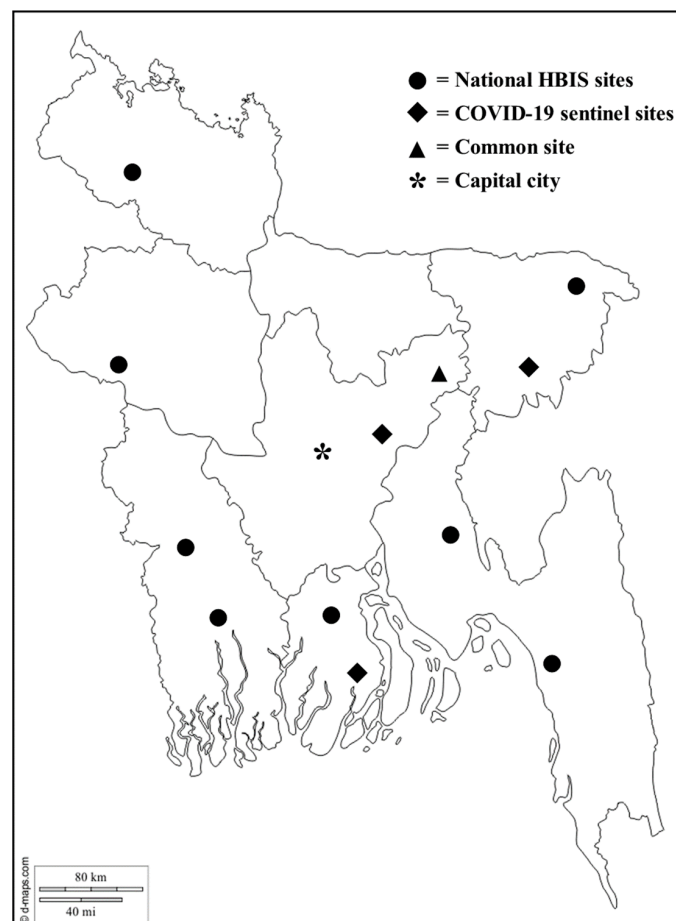 ● = National HBIS sites
◆ = COVID-19 sentinel sites
▲ = Common site
* = Capital city
80 km
40 mi
© d-maps.com